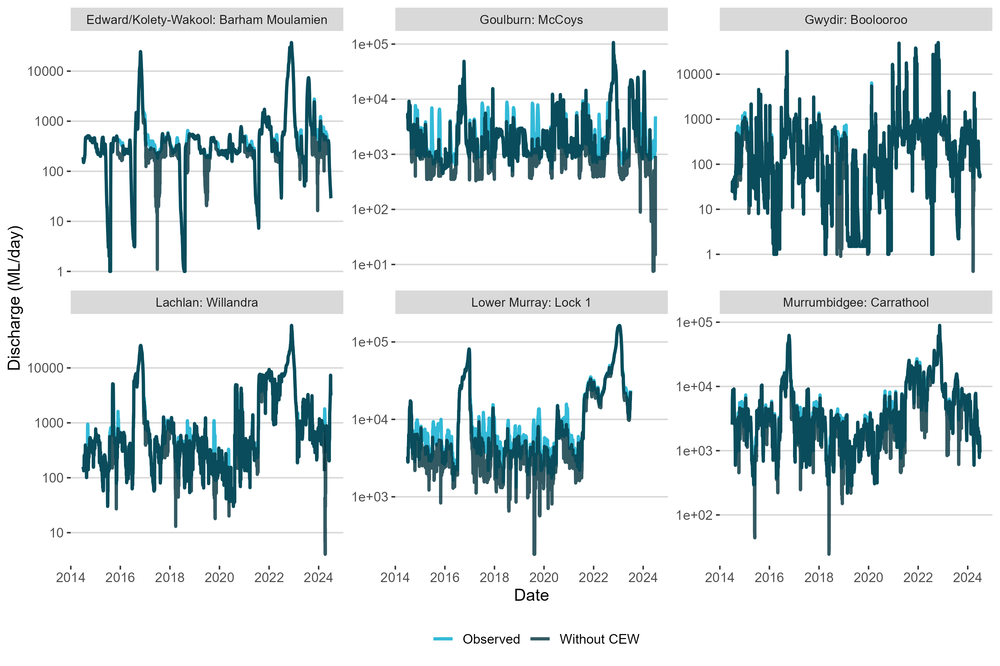 Edward/Kolety-Wakool: Barham Moulamien
Goulburn: McCoys
Gwydir: Boolooroo
10000
1000
100
10
1
1e+05
1e+04
1e+03
1e+02
1e+01
10000
1000
100
10
1
Discharge (ML/day)
Lachlan: Willandra
Lower Murray: Lock 1
Murrumbidgee: Carrathool
10000
1000
100
10
1e+05
1e+04
1e+03
1e+05
1e+04
1e+03
1e+02
2014 2016 2018 2020 2022 2024
2014 2016 2018 2020 2022 2024
2014 2016 2018 2020 2022 2024
Date
Observed
Without CEW